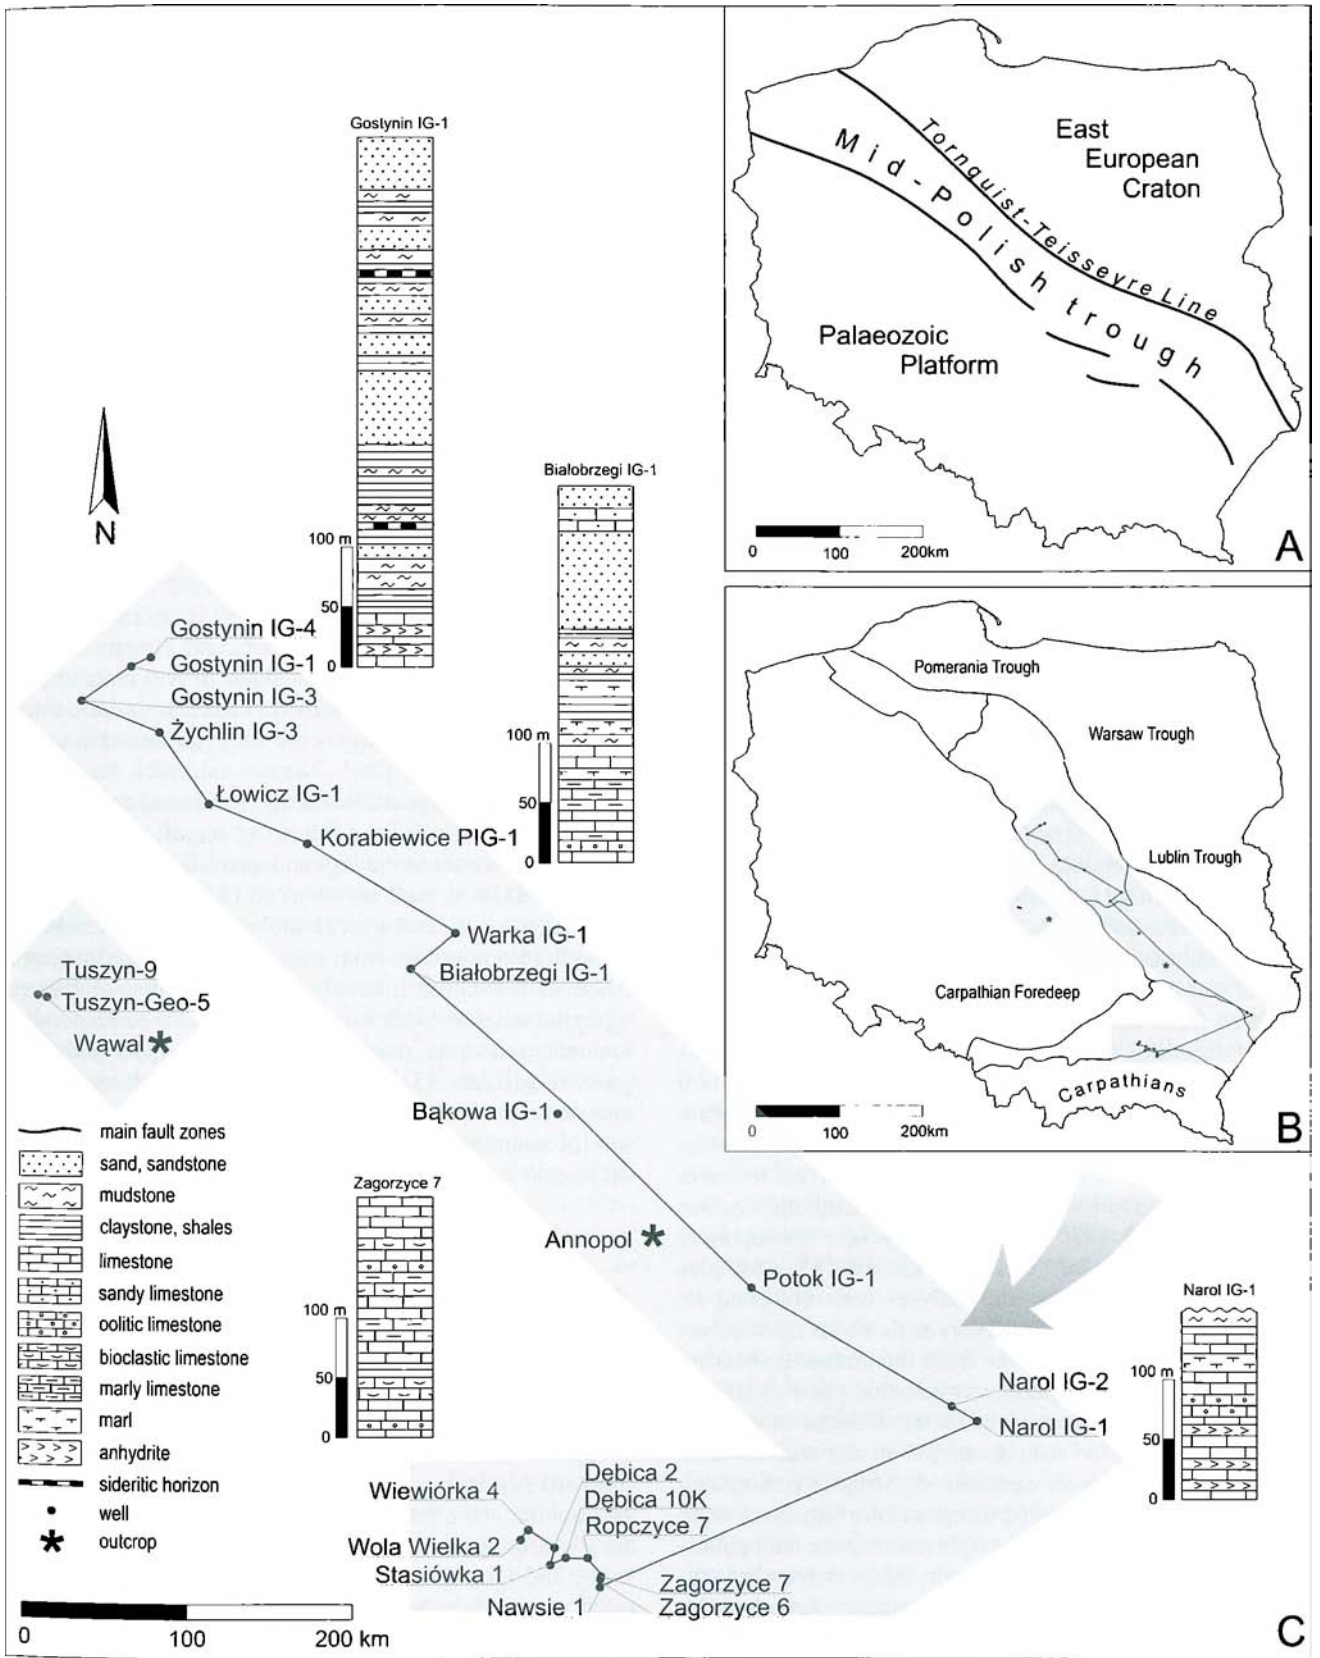 Gostynin IG-1
100 m
50
0
Białobrzegi IG-1
100 m
50
0
N
Gostynin IG-4
Gostynin IG-1
Gostynin IG-3
Żychlin IG-3
Łowicz IG-1
Korabiewice PIG-1
Warka IG-1
Białobrzegi IG-1
Tuszyn-9
Tuszyn-Geo-5
Wąwal
Bąkowa IG-1
Annopol
Potok IG-1
Narol IG-2
Narol IG-1
Zagorzyce 7
100 m
50
0
Narol IG-1
100 m
50
0
Dębica 2
Wiewiórka 4
Dębica 10K
Ropczyce 7
Wola Wielka 2
Stasiówka 1
Zagorzyce 7
Nawsie 1
Zagorzyce 6
main fault zones
sand, sandstone
mudstone
claystone, shales
limestone
sandy limestone
oolitic limestone
bioclastic limestone
marly limestone
marl
anhydrite
sideritic horizon
well
outcrop
0 100 200 km
C
East
European
Craton
Tornquist-Teisseyre Line
Mid-Polish trough
Palaeozoic
Platform
0 100 200km
A
Pomerania Trough
Warsaw Trough
Lublin Trough
Carpathian Foredeep
Carpathians
0 100 200km
B